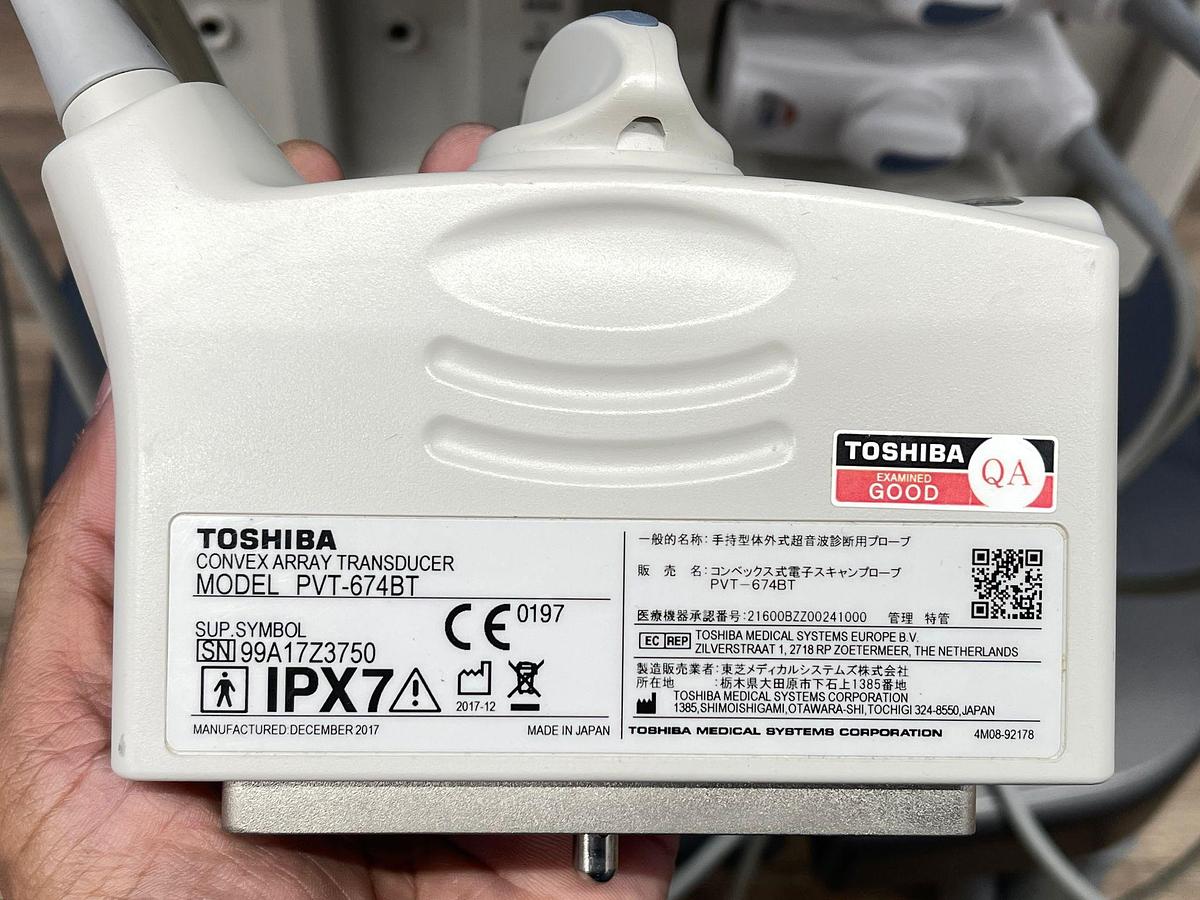 TOSHIBA
EXAMINED
GOOD
QA
TOSHIBA
CONVEX ARRAY TRANSDUCER
MODEL PVT-674BT
SUP.SYMBOL
SN 99A17Z3750
CE 0197
IPX7
2017-12
MANUFACTURED:DECEMBER 2017
MADE IN JAPAN
一般的名称：手持型体外式超音波診断用プローブ
販 売 名：コンベックス式電子スキャンプローブ
PVT-674BT
医療機器承認番号：21600BZZ00241000 管理 特管
EC REP TOSHIBA MEDICAL SYSTEMS EUROPE B.V.
ZILVERSTRAAT 1, 2718 RP ZOETERMEER, THE NETHERLANDS
製造販売業者：東芝メディカルシステムズ株式会社
所在地 ：栃木県大田原市下石上1385番地
TOSHIBA MEDICAL SYSTEMS CORPORATION
1385,SHIMOISHIGAMI,OTAWARA-SHI,TOCHIGI 324-8550,JAPAN
TOSHIBA MEDICAL SYSTEMS CORPORATION
4M08-92178